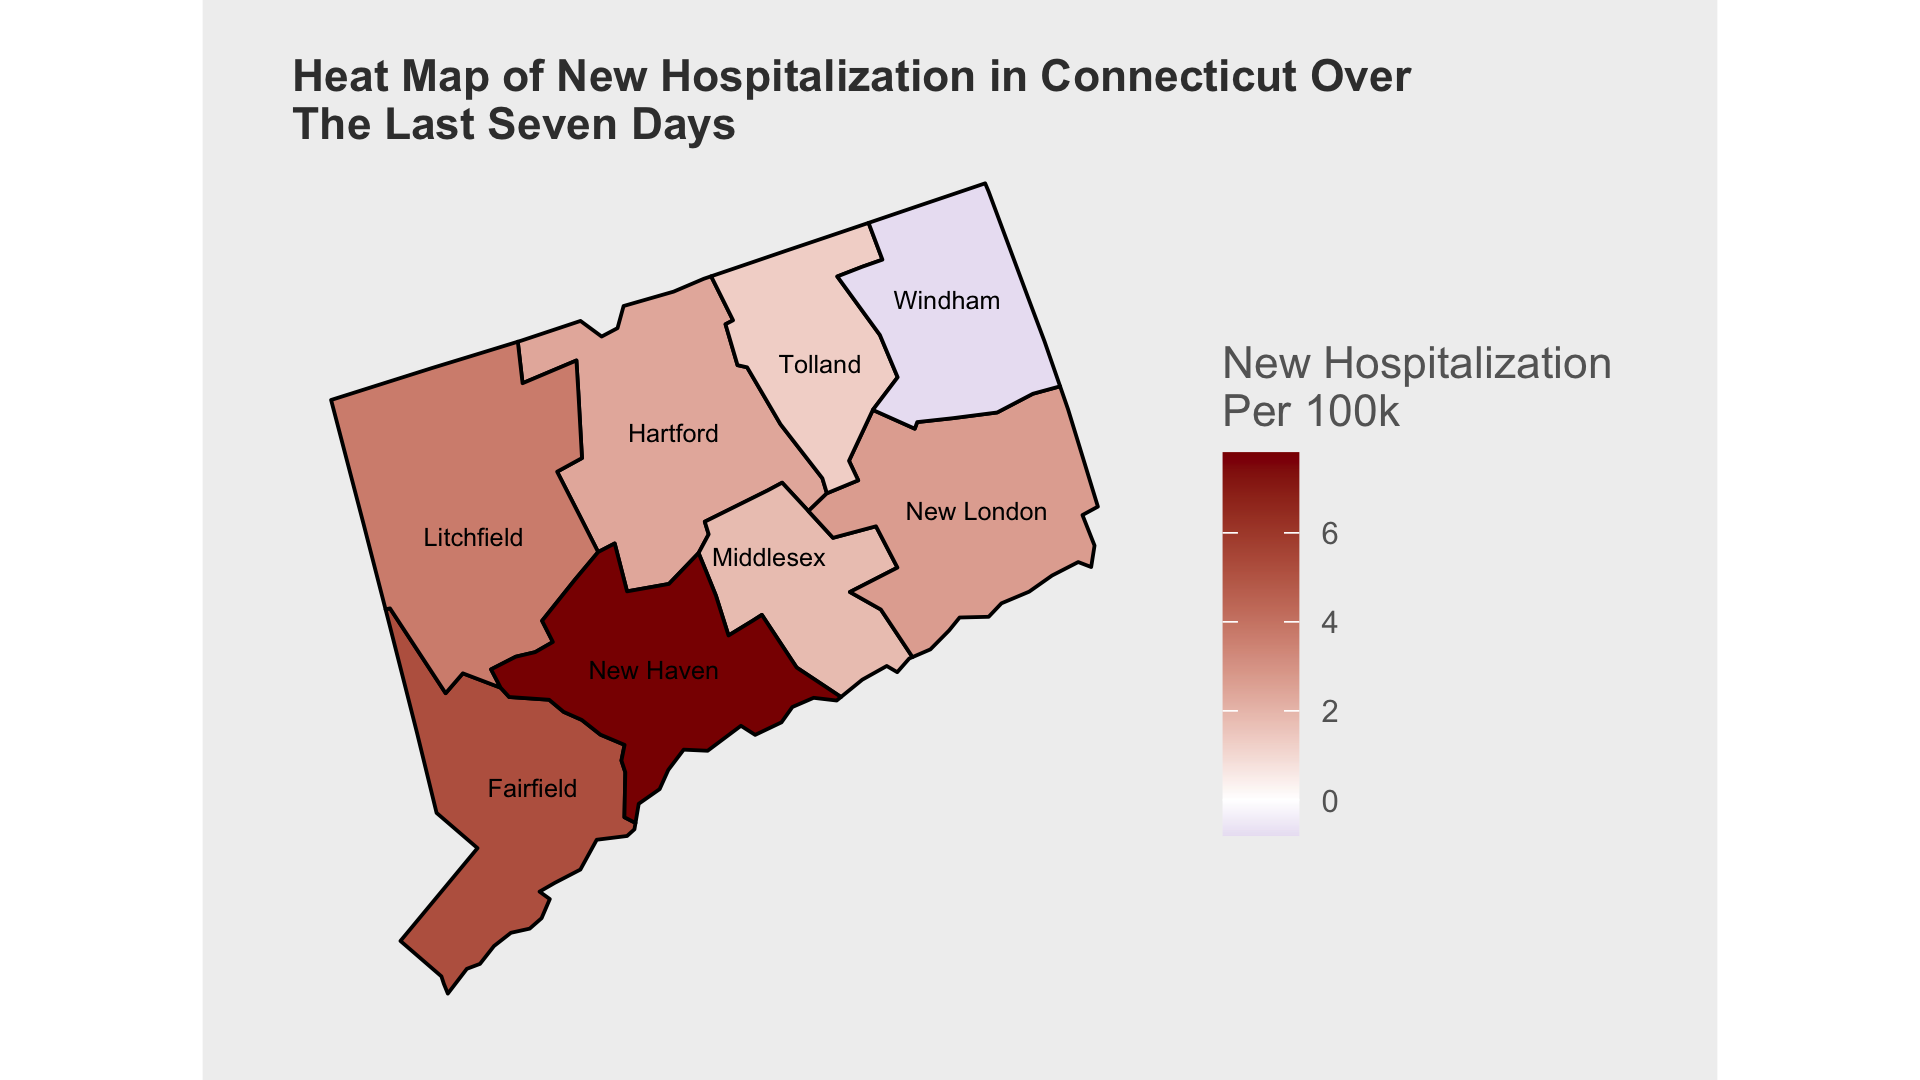 Heat Map of New Hospitalization in Connecticut Over
The Last Seven Days
Windham
Tolland
Hartford
New London
Litchfield
Middlesex
New Haven
Fairfield
New Hospitalization
Per 100k
6
4
2
0